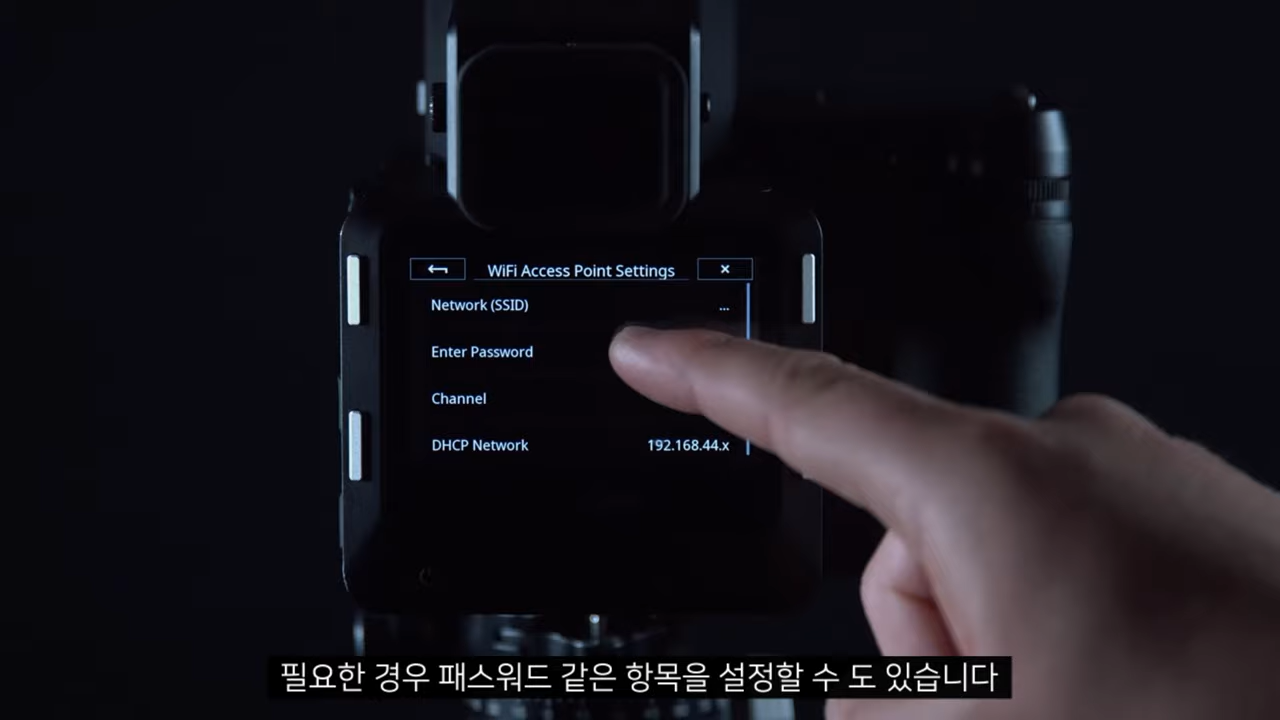 WiFi Access Point Settings
Network (SSID) ...
Enter Password
Channel
DHCP Network 192.168.44.x
필요한 경우 패스워드 같은 항목을 설정할 수 도 있습니다